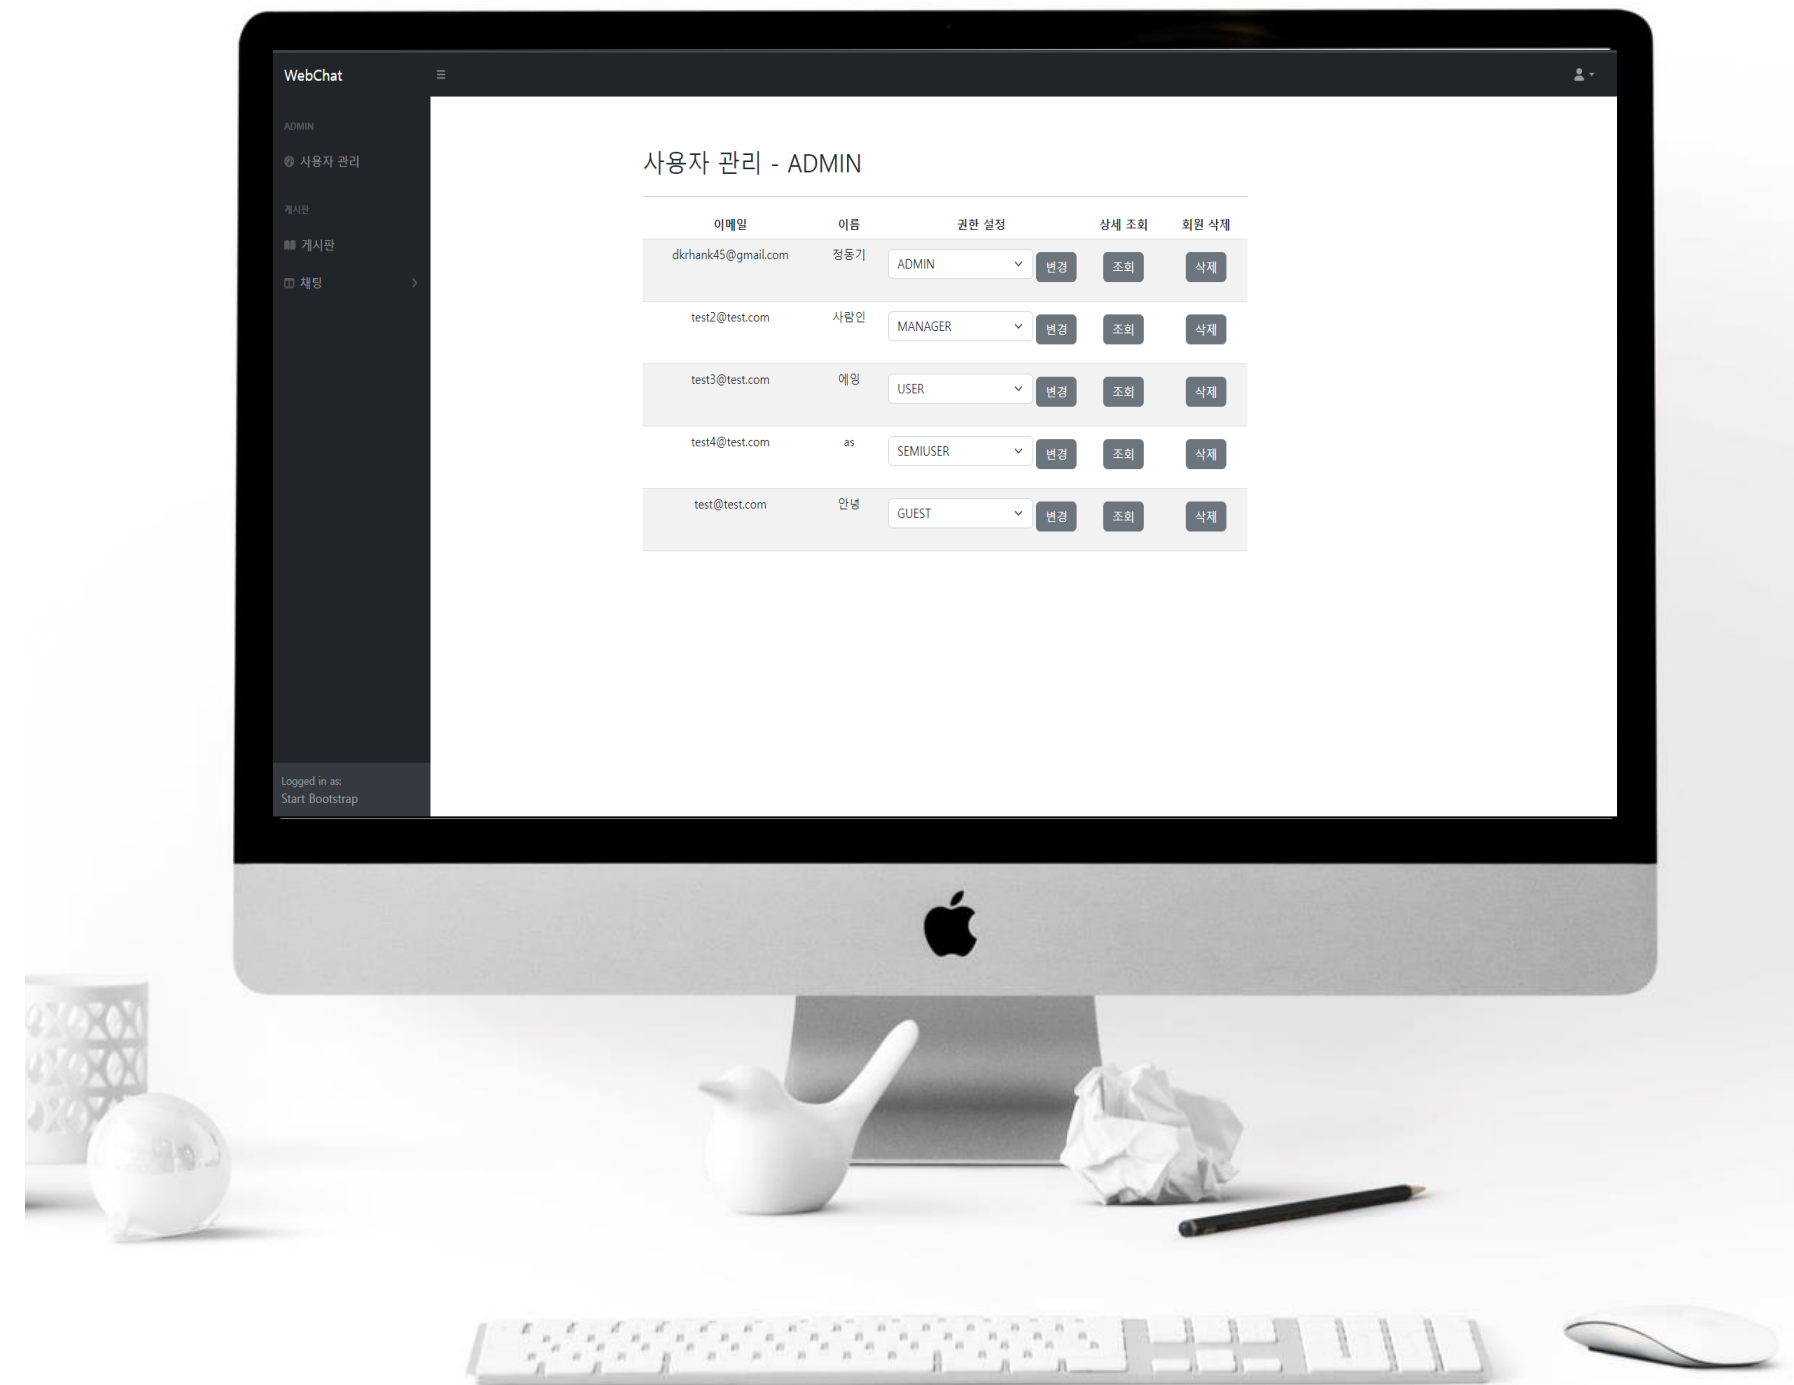 WebChat
ADMIN
사용자 관리
게시판
게시판
채팅
사용자 관리 - ADMIN
이메일 이름 권한 설정 상세 조회 회원 삭제
dkrhank45@gmail.com 정동기 ADMIN 변경 조회 삭제
test2@test.com 사람인 MANAGER 변경 조회 삭제
test3@test.com 에잉 USER 변경 조회 삭제
test4@test.com as SEMIUSER 변경 조회 삭제
test@test.com 안녕 GUEST 변경 조회 삭제
Logged in as:
Start Bootstrap